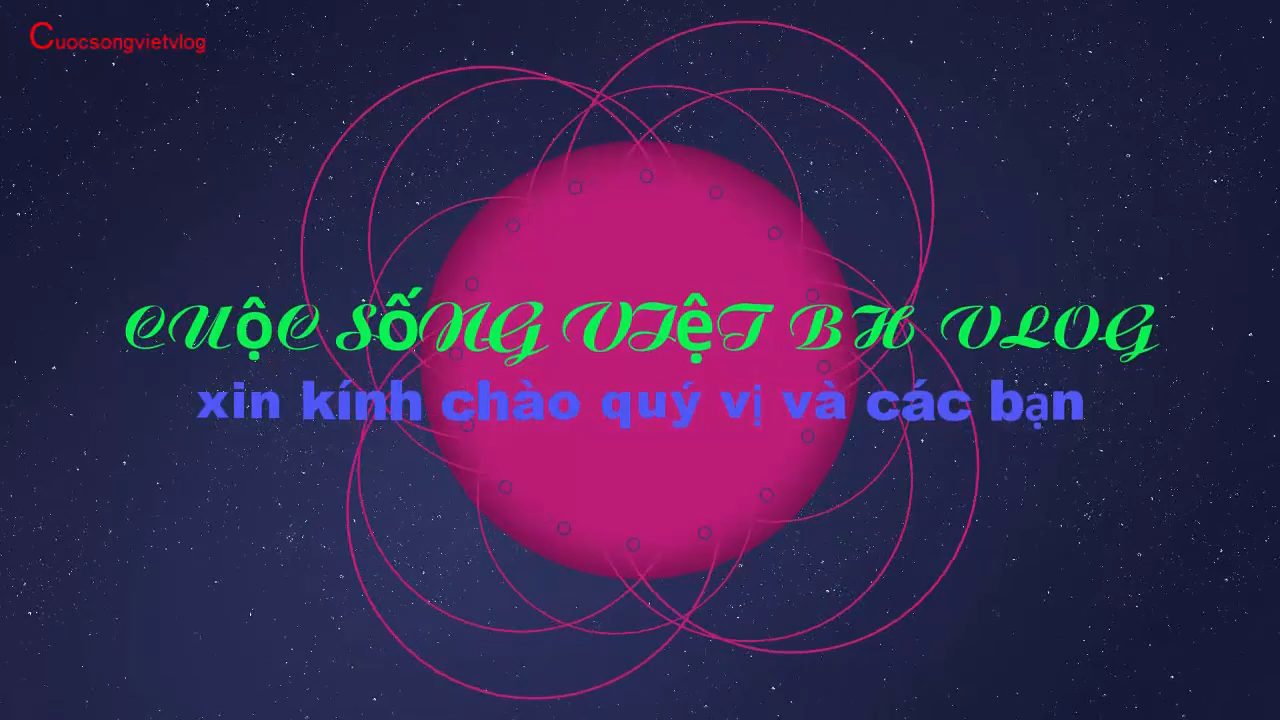 Cuocsongvietvlog
CUộC SỐNG VIỆT BH VLOG
xin kính chào quý vị và các bạn